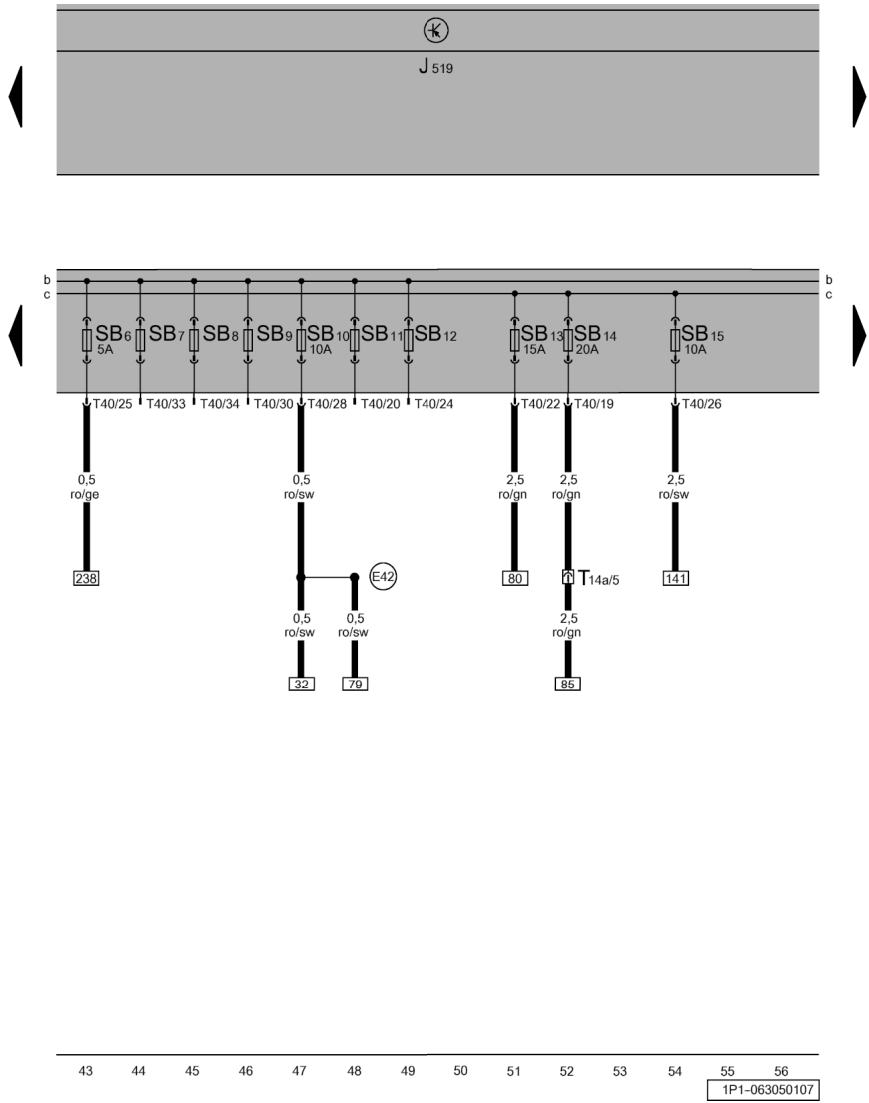 J 519
b b
c c
SB6 SB7 SB8 SB9 SB10 SB11 SB12 SB13 SB14 SB15
5A 10A 15A 20A 10A
T40/25 T40/33 T40/34 T40/30 T40/28 T40/20 T40/24 T40/22 T40/19 T40/26
0,5 0,5 2,5 2,5 2,5
ro/ge ro/sw ro/gn ro/gn ro/sw
238 E42 80 T14a/5 141
0,5 0,5 2,5
ro/sw ro/sw ro/gn
32 79 85
43 44 45 46 47 48 49 50 51 52 53 54 55 56
1P1-063050107